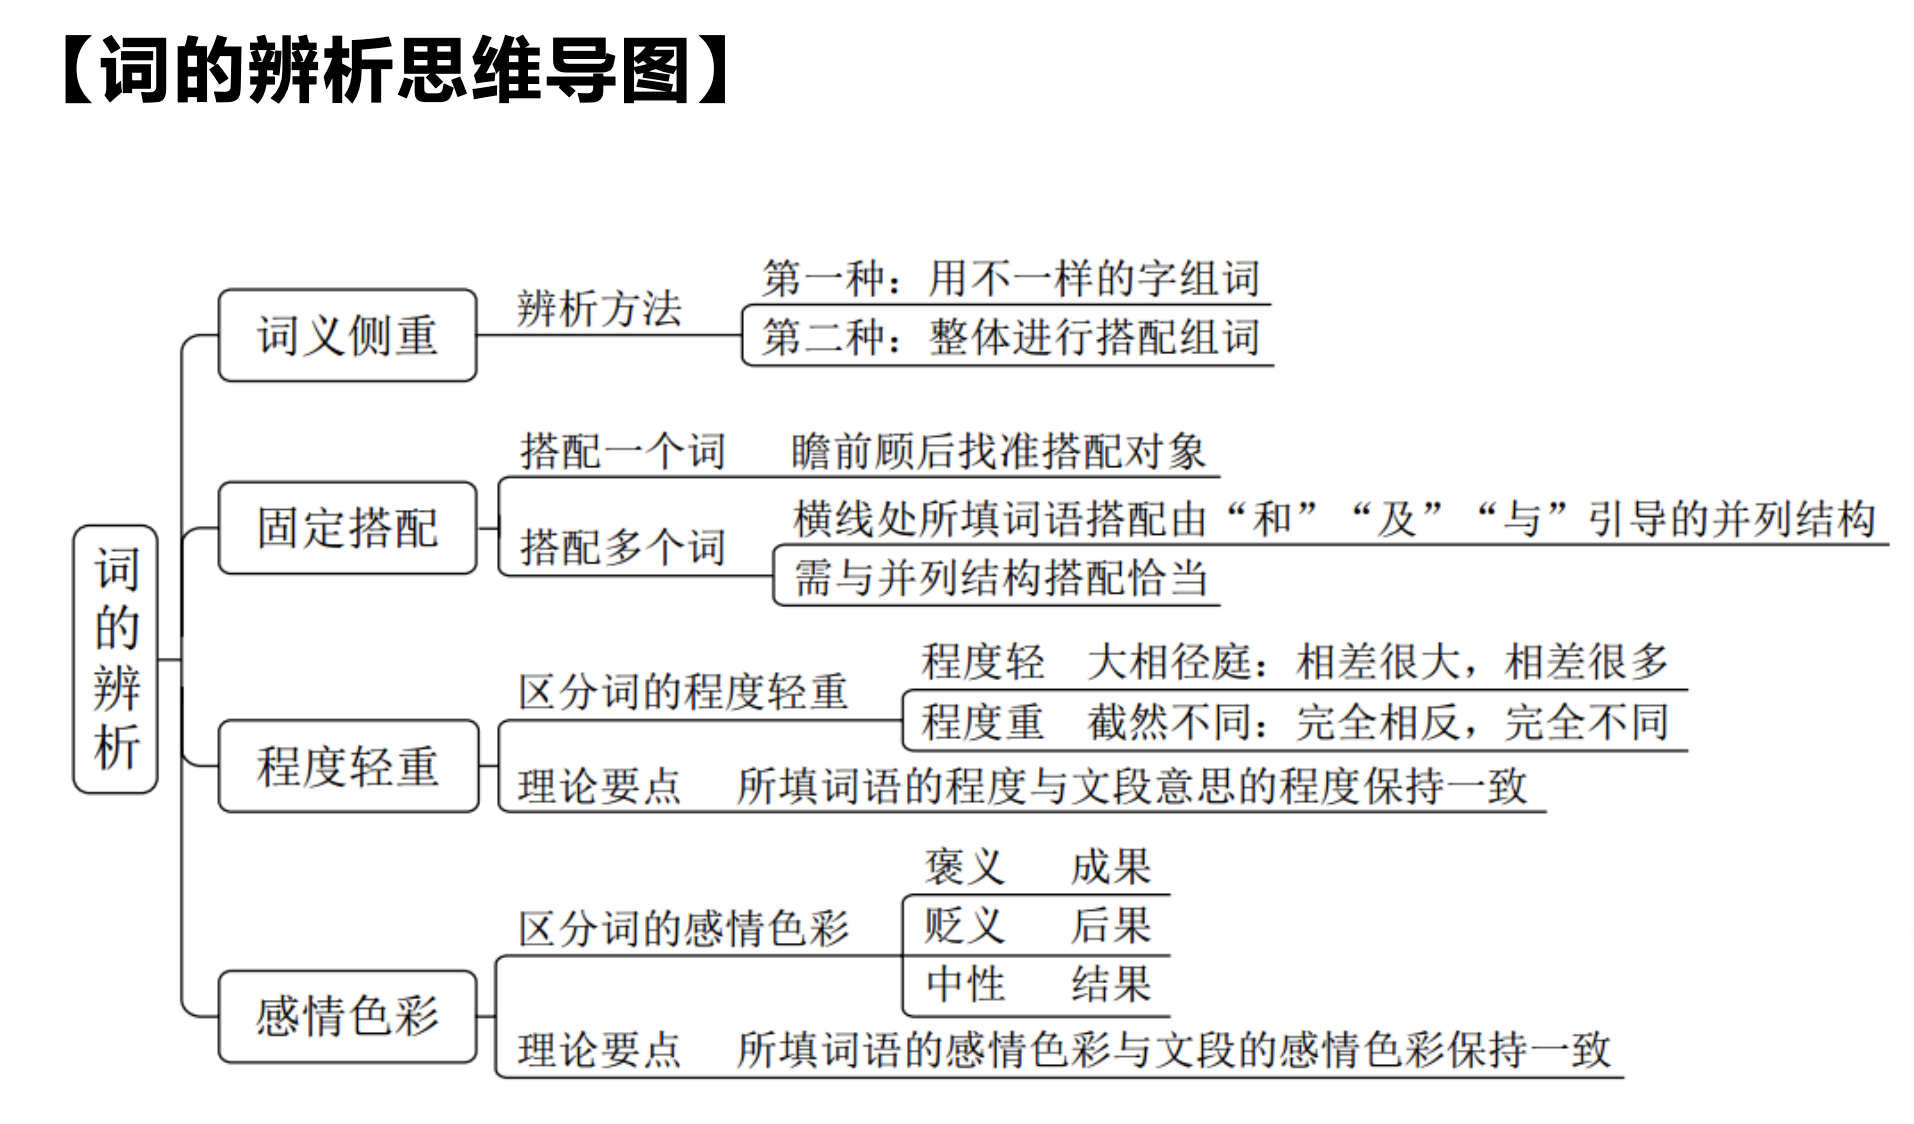 【词的辨析思维导图】
词的辨析
词义侧重
辨析方法
第一种：用不一样的字组词
第二种：整体进行搭配组词
固定搭配
搭配一个词 瞻前顾后找准搭配对象
搭配多个词
横线处所填词语搭配由“和”“及”“与”引导的并列结构
需与并列结构搭配恰当
程度轻重
区分词的程度轻重
程度轻 大相径庭：相差很大，相差很多
程度重 截然不同：完全相反，完全不同
理论要点 所填词语的程度与文段意思的程度保持一致
感情色彩
区分词的感情色彩
褒义 成果
贬义 后果
中性 结果
理论要点 所填词语的感情色彩与文段的感情色彩保持一致